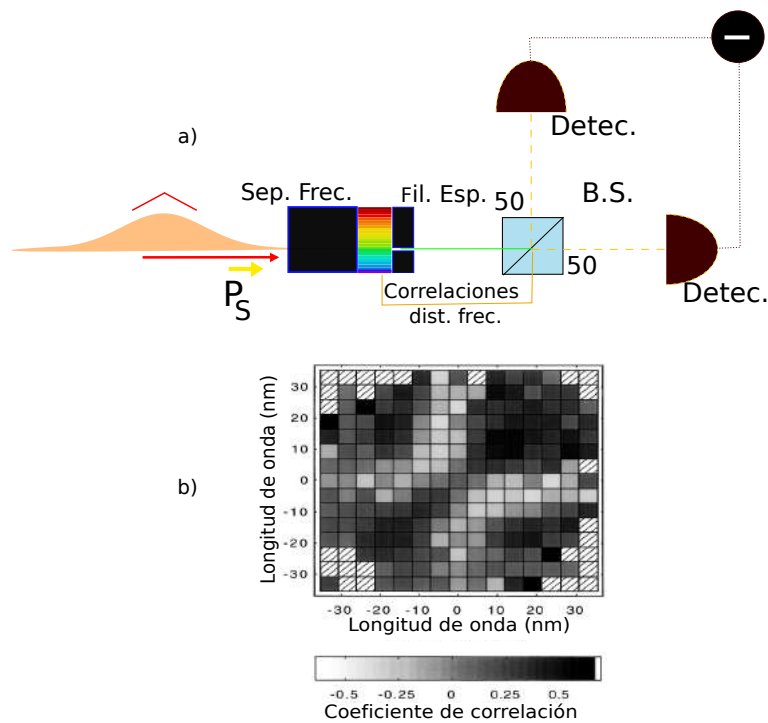 a)
Sep. Frec.
Fil. Esp.
50
B.S.
Detec.
50
Detec.
P
S
Correlaciones
dist. frec.
b)
Longitud de onda (nm)
30
20
10
0
-10
-20
-30
-30 -20 -10 0 10 20 30
Longitud de onda (nm)
-0.5 -0.25 0 0.25 0.5
Coeficiente de correlación